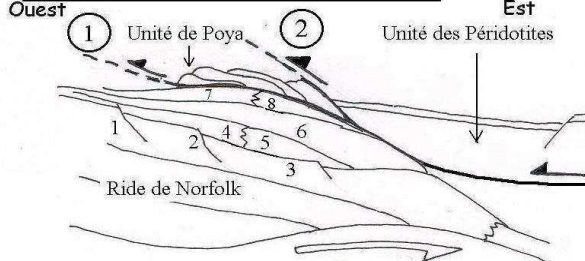 Ouest
Est
1
2
Unité de Poya
Unité des Péridotites
7
8
1
2
4
5
6
3
Ride de Norfolk